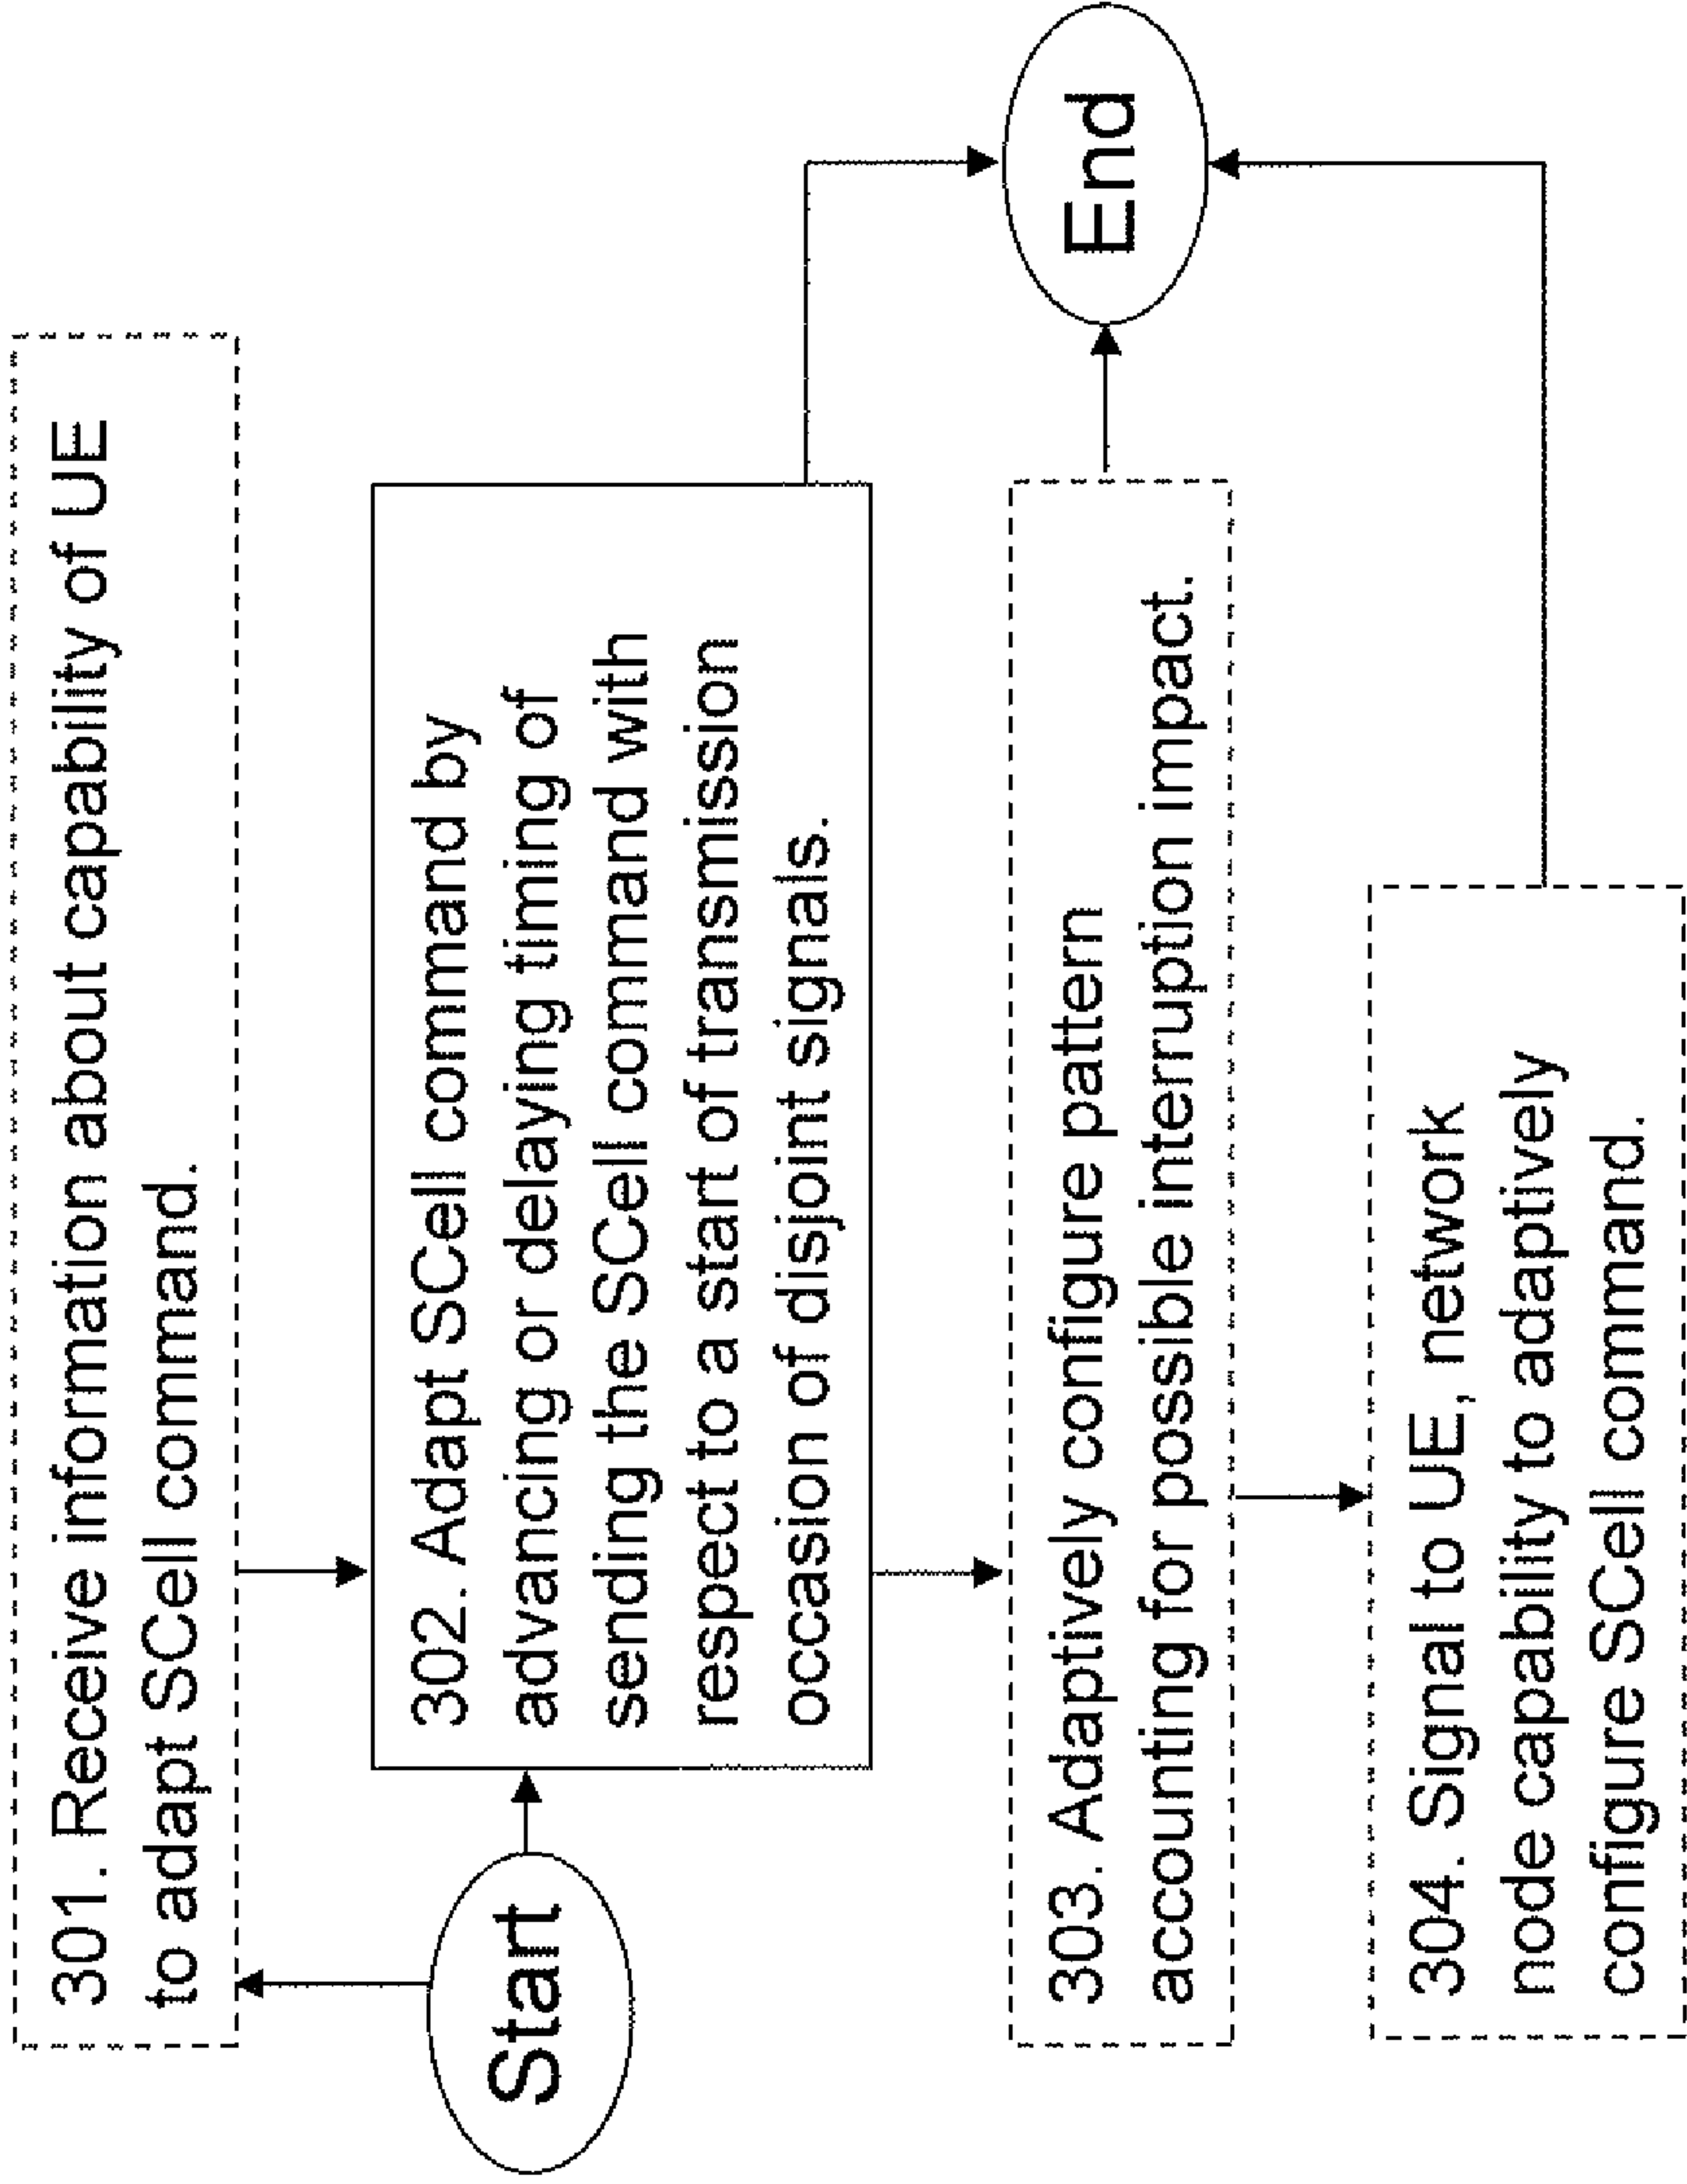 301. Receive information about capability of UE
to adapt SCell command.
Start
302. Adapt SCell command by
advancing or delaying timing of
sending the SCell command with
respect to a start of transmission
occasion of disjoint signals.
303. Adaptively configure pattern
accounting for possible interruption impact.
End
304. Signal to UE, network
node capability to adaptively
configure SCell command.